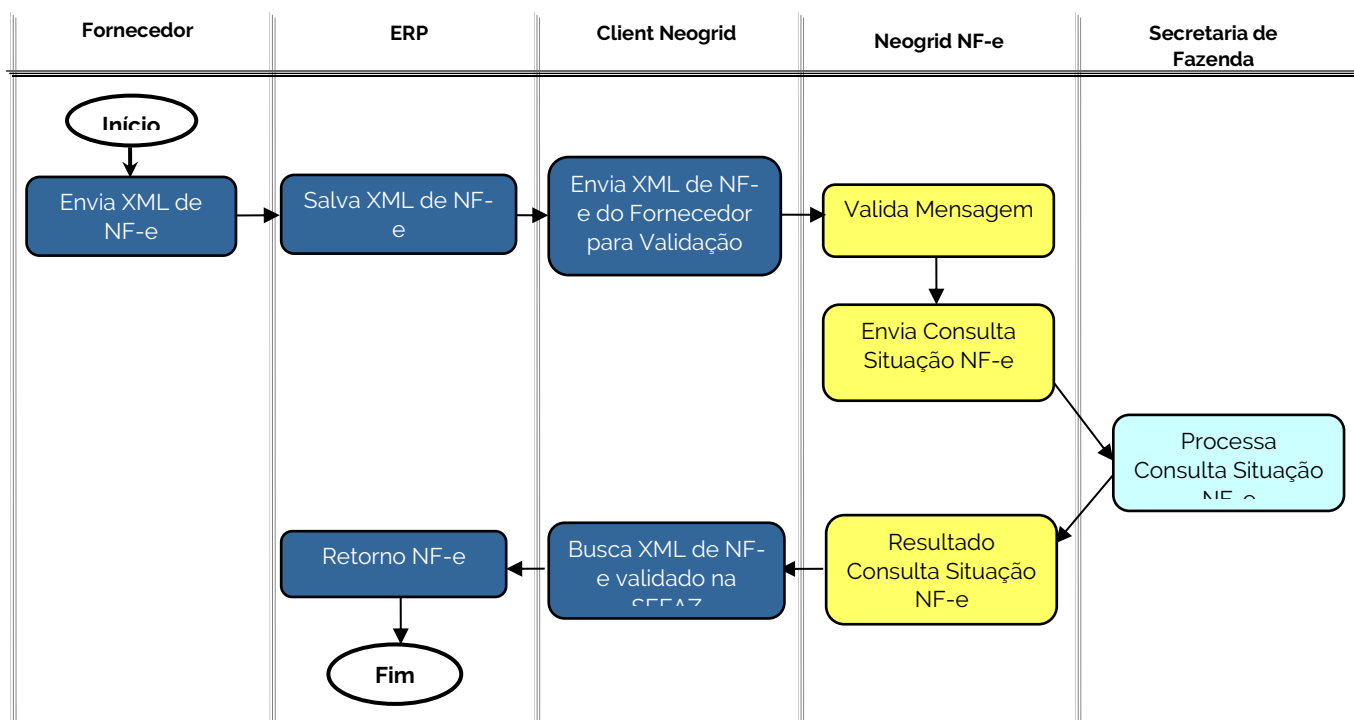 Fornecedor
ERP
Client Neogrid
Neogrid NF-e
Secretaria de
Fazenda
Início
Envia XML de
NF-e
Salva XML de NF-
e
Envia XML de NF-
e do Fornecedor
para Validação
Valida Mensagem
Envia Consulta
Situação NF-e
Processa
Consulta Situação
NF-e
Retorno NF-e
Busca XML de NF-
e validado na
SEFAZ
Resultado
Consulta Situação
NF-e
Fim